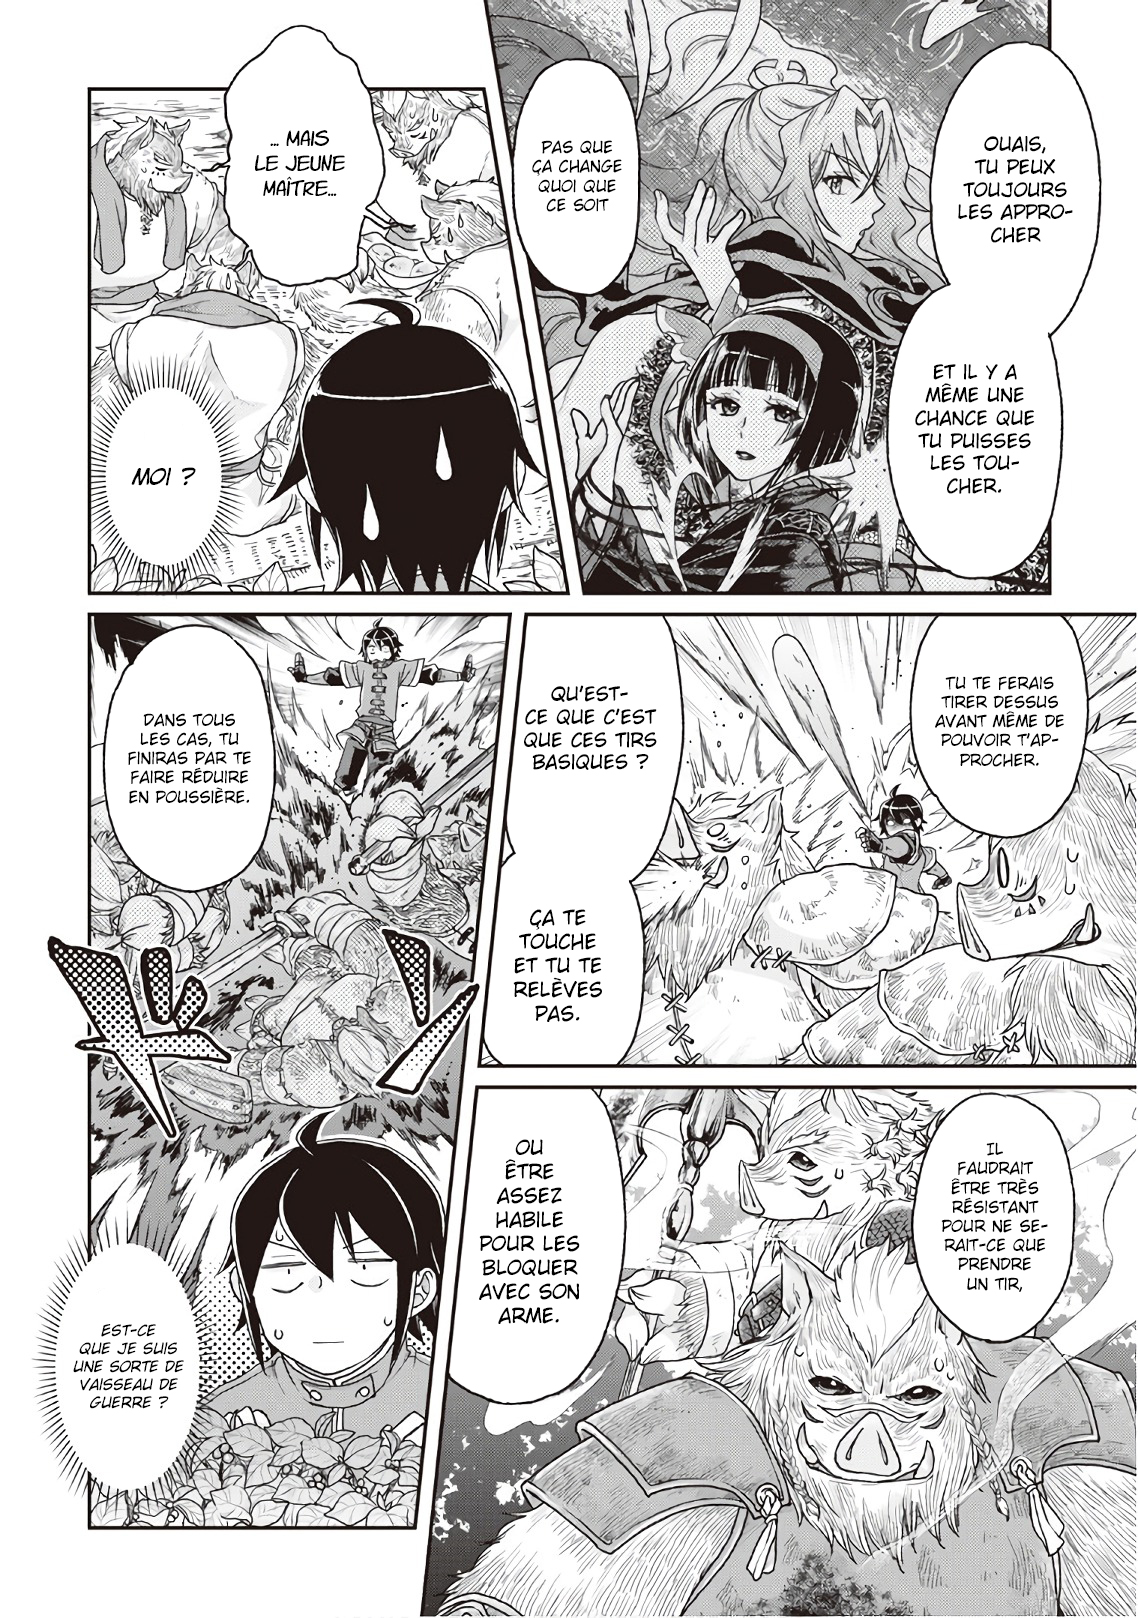 OUAIS,
TU PEUX
TOUJOURS
LES APPRO-
CHER
ET IL Y A
MÊME UNE
CHANCE QUE
TU PUISSES
LES TOU-
CHER.
PAS QUE
ÇA CHANGE
QUOI QUE
CE SOIT
... MAIS
LE JEUNE
MAÎTRE...
MOI ?
TU TE FERAIS
TIRER DESSUS
AVANT MÊME DE
POUVOIR T'AP-
PROCHER.
QU'EST-
CE QUE C'EST
QUE CES TIRS
BASIQUES ?
ÇA TE
TOUCHE
ET TU TE
RELÈVES
PAS.
DANS TOUS
LES CAS, TU
FINIRAS PAR TE
FAIRE RÉDUIRE
EN POUSSIÈRE.
ドン
IL
FAUDRAIT
ÊTRE TRÈS
RÉSISTANT
POUR NE SE-
RAIT-CE QUE
PRENDRE
UN TIR,
OU
ÊTRE
ASSEZ
HABILE
POUR LES
BLOQUER
AVEC SON
ARME.
EST-CE
QUE JE SUIS
UNE SORTE DE
VAISSEAU DE
GUERRE ?